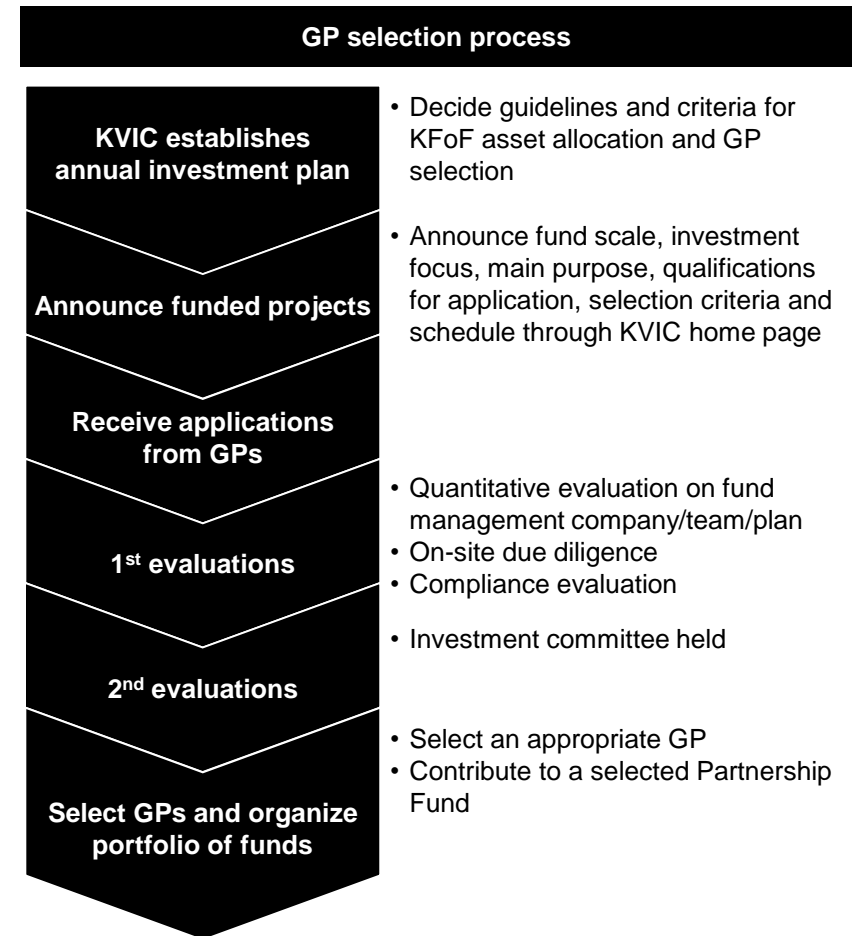 GP selection process
KVIC establishes
annual investment plan
• Decide guidelines and criteria for
KFoF asset allocation and GP
selection
Announce funded projects
• Announce fund scale, investment
focus, main purpose, qualifications
for application, selection criteria and
schedule through KVIC home page
Receive applications
from GPs
1st evaluations
• Quantitative evaluation on fund
management company/team/plan
• On-site due diligence
• Compliance evaluation
2nd evaluations
• Investment committee held
Select GPs and organize
portfolio of funds
• Select an appropriate GP
• Contribute to a selected Partnership
Fund